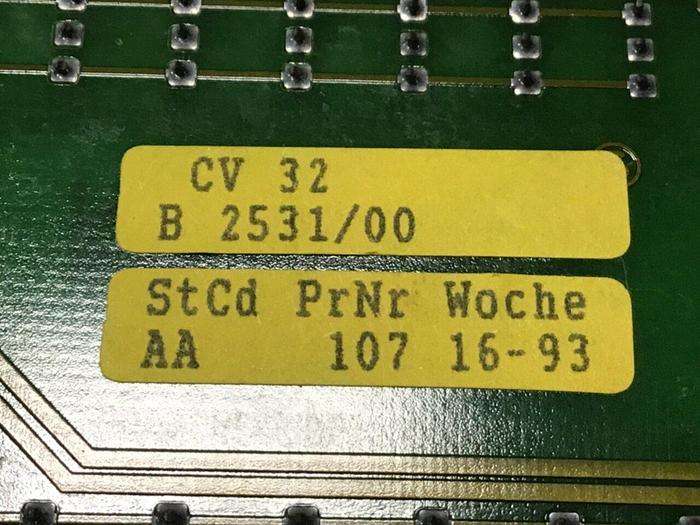 CV 32
B 2531/00
StCd PrNr Woche
AA 107 16-93